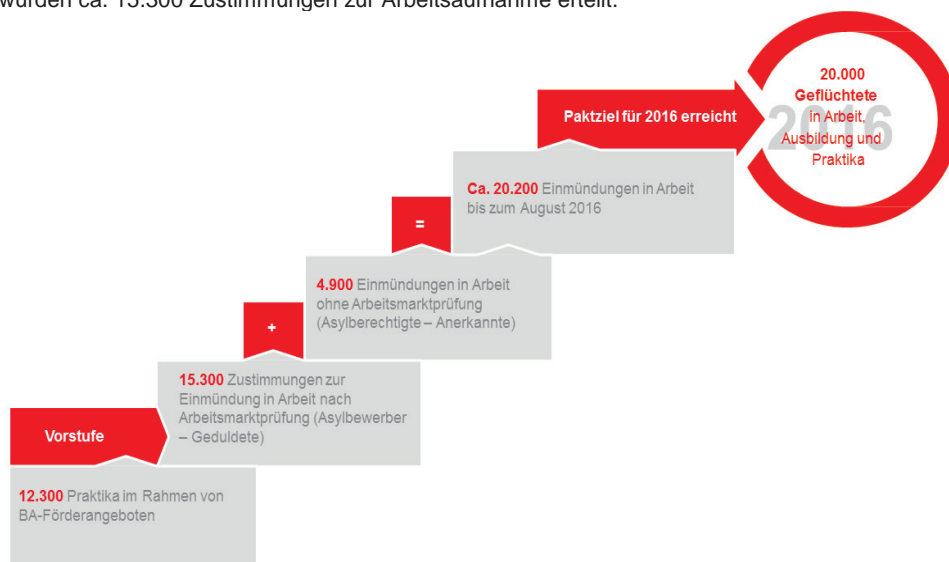 wurden ca. 15.300 Zustimmungen zur Arbeitsaufnahme erteilt.
20.000
Geflüchtete
in Arbeit,
Ausbildung und
Praktika
2016
Paktziel für 2016 erreicht
Ca. 20.200 Einmündungen in Arbeit
bis zum August 2016
=
4.900 Einmündungen in Arbeit
ohne Arbeitsmarktprüfung
(Asylberechtigte – Anerkannte)
+
15.300 Zustimmungen zur
Einmündung in Arbeit nach
Arbeitsmarktprüfung (Asylbewerber
– Geduldete)
Vorstufe
12.300 Praktika im Rahmen von
BA-Förderangeboten